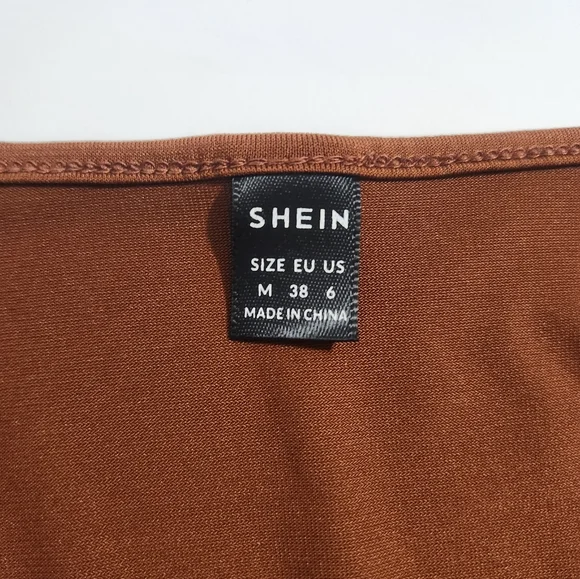 SHEIN
SIZE EU US
M 38 6
MADE IN CHINA